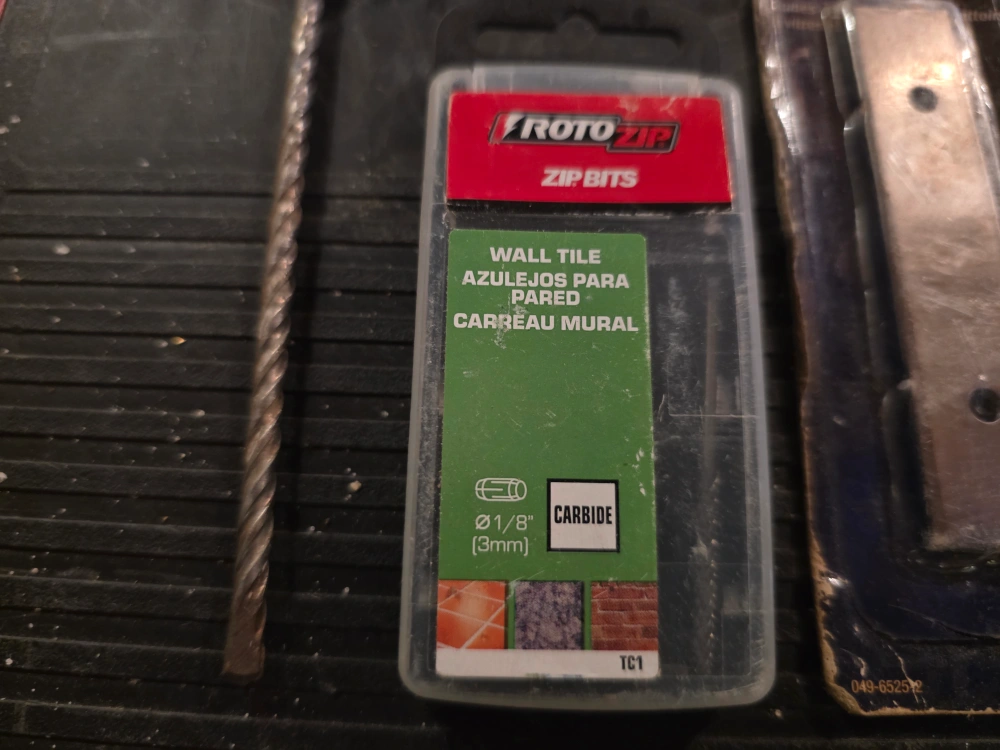 ROTOZIP
ZIP BITS
WALL TILE
AZULEJOS PARA
PARED
CARREAU MURAL
Ø1/8"
(3mm)
CARBIDE
TC1